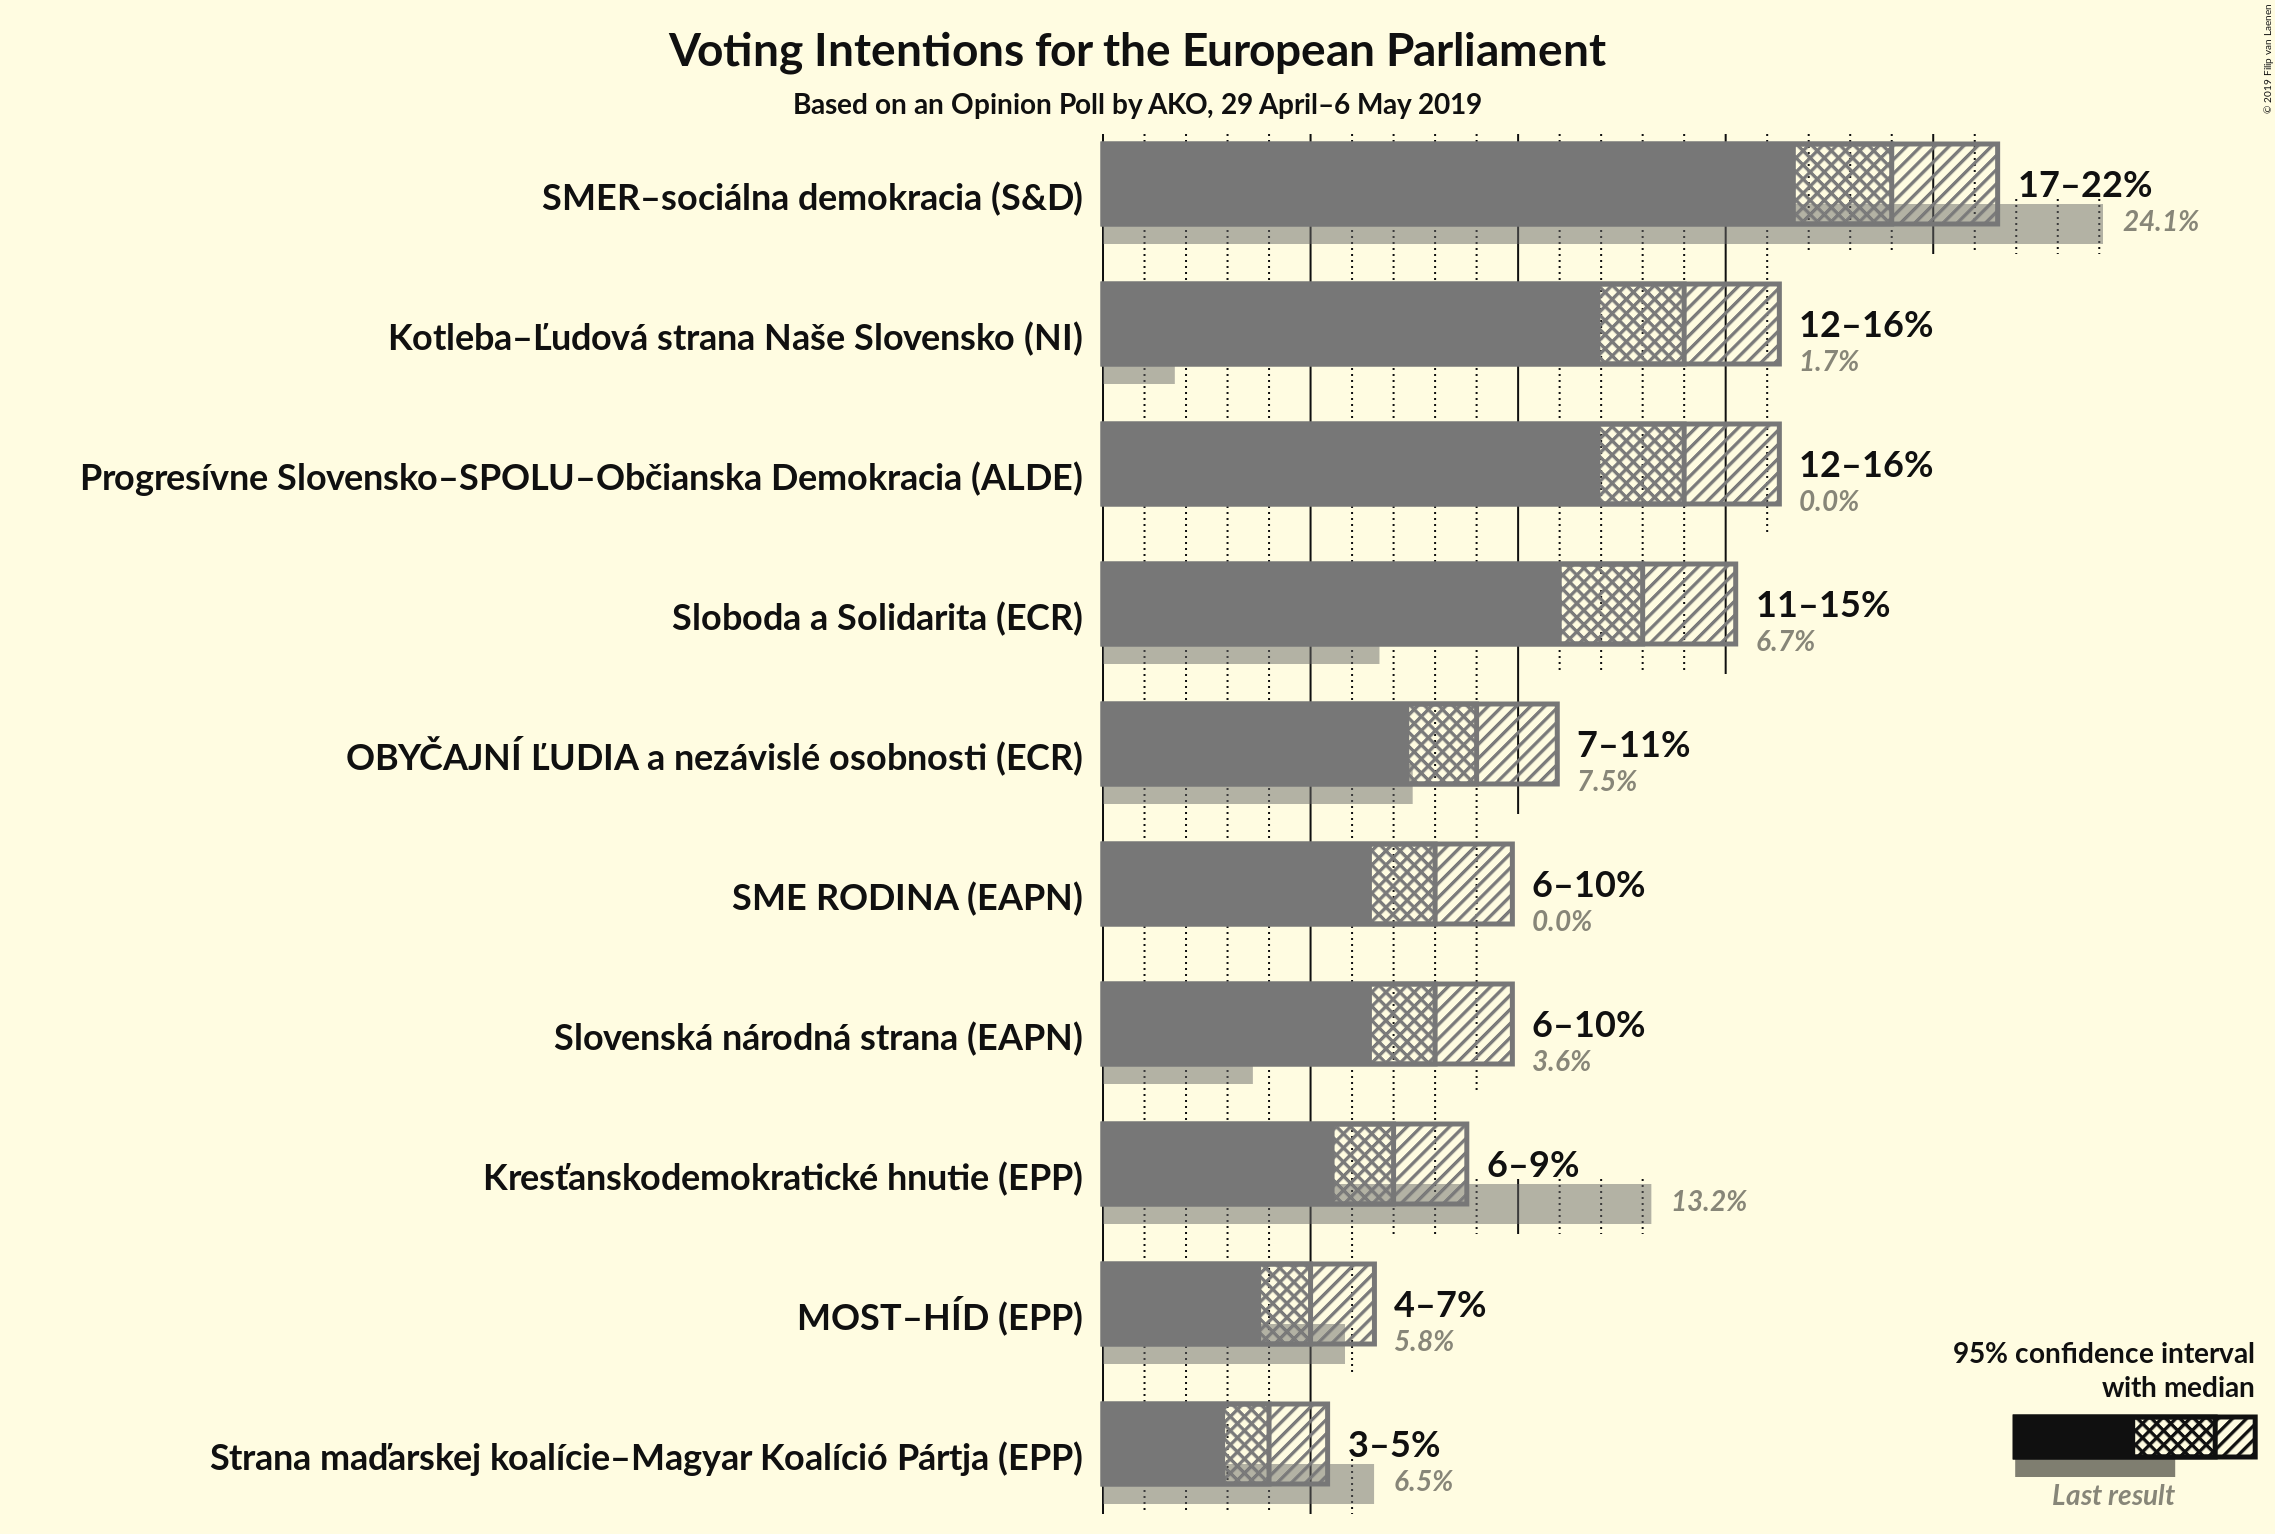 Voting Intentions for the European Parliament
Based on an Opinion Poll by AKO, 29 April–6 May 2019
© 2019 Filip van Laenen
SMER–sociálna demokracia (S&D)
17–22%
24.1%
Kotleba–Ľudová strana Naše Slovensko (NI)
12–16%
1.7%
Progresívne Slovensko–SPOLU–Občianska Demokracia (ALDE)
12–16%
0.0%
Sloboda a Solidarita (ECR)
11–15%
6.7%
OBYČAJNÍ ĽUDIA a nezávislé osobnosti (ECR)
7–11%
7.5%
SME RODINA (EAPN)
6–10%
0.0%
Slovenská národná strana (EAPN)
6–10%
3.6%
Kresťanskodemokratické hnutie (EPP)
6–9%
13.2%
MOST–HÍD (EPP)
4–7%
5.8%
Strana maďarskej koalície–Magyar Koalíció Pártja (EPP)
3–5%
6.5%
95% confidence interval
with median
Last result